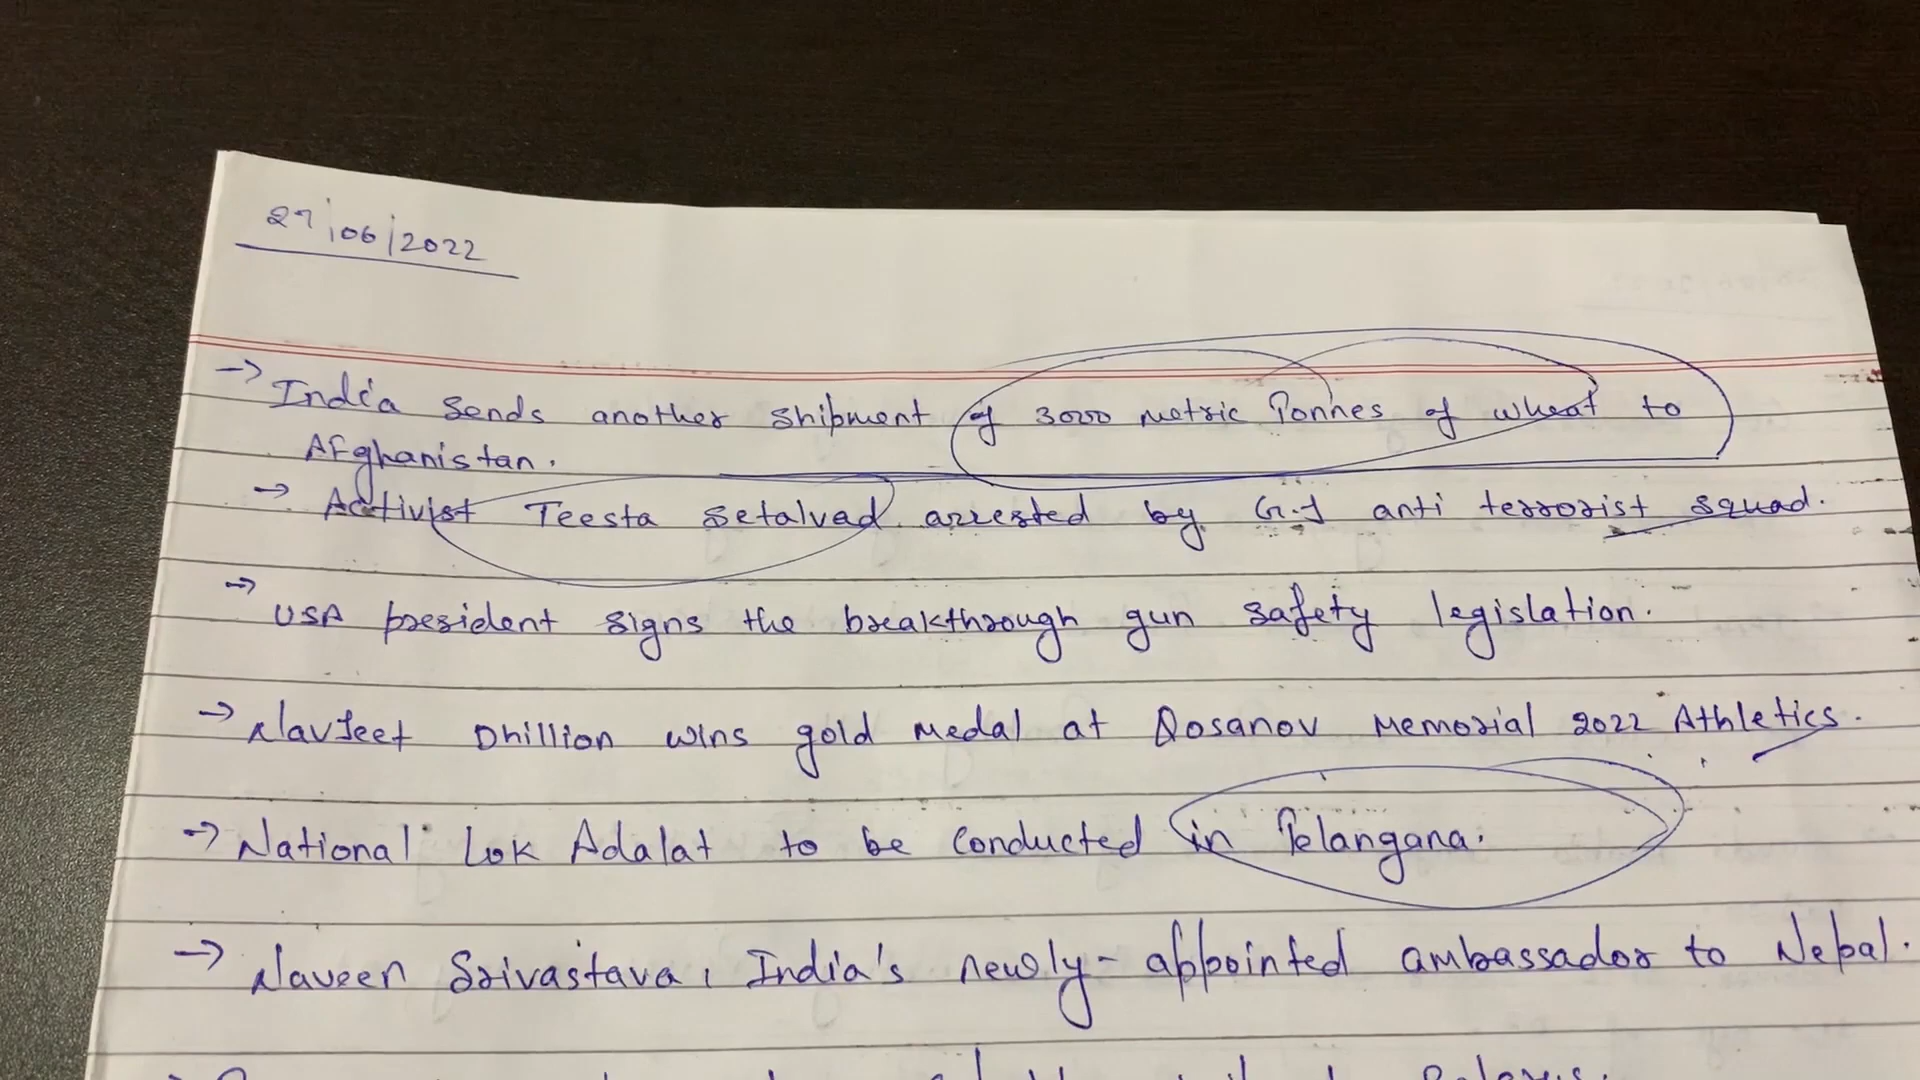 27/06/2022
→ India sends another shipment of 3000 metric Tonnes of wheat to
Afghanistan.
→ Activist Teesta Setalvad arrested by G.J anti terrorist squad.
→ USA president signs the breakthrough gun safety legislation.
→ Navjeet Dhillion wins gold medal at Qosanov Memorial 2022 Athletics.
→ National Lok Adalat to be conducted in Telangana.
→ Naveen Srivastava, India's newly-appointed ambassador to Nepal.